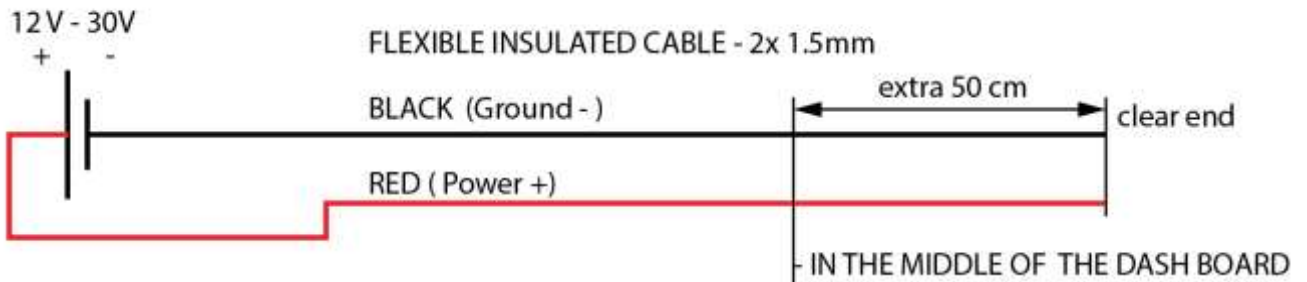 12 V - 30V
+ -
FLEXIBLE INSULATED CABLE - 2x 1.5mm
extra 50 cm
BLACK (Ground - )
clear end
RED ( Power +)
- IN THE MIDDLE OF THE DASH BOARD